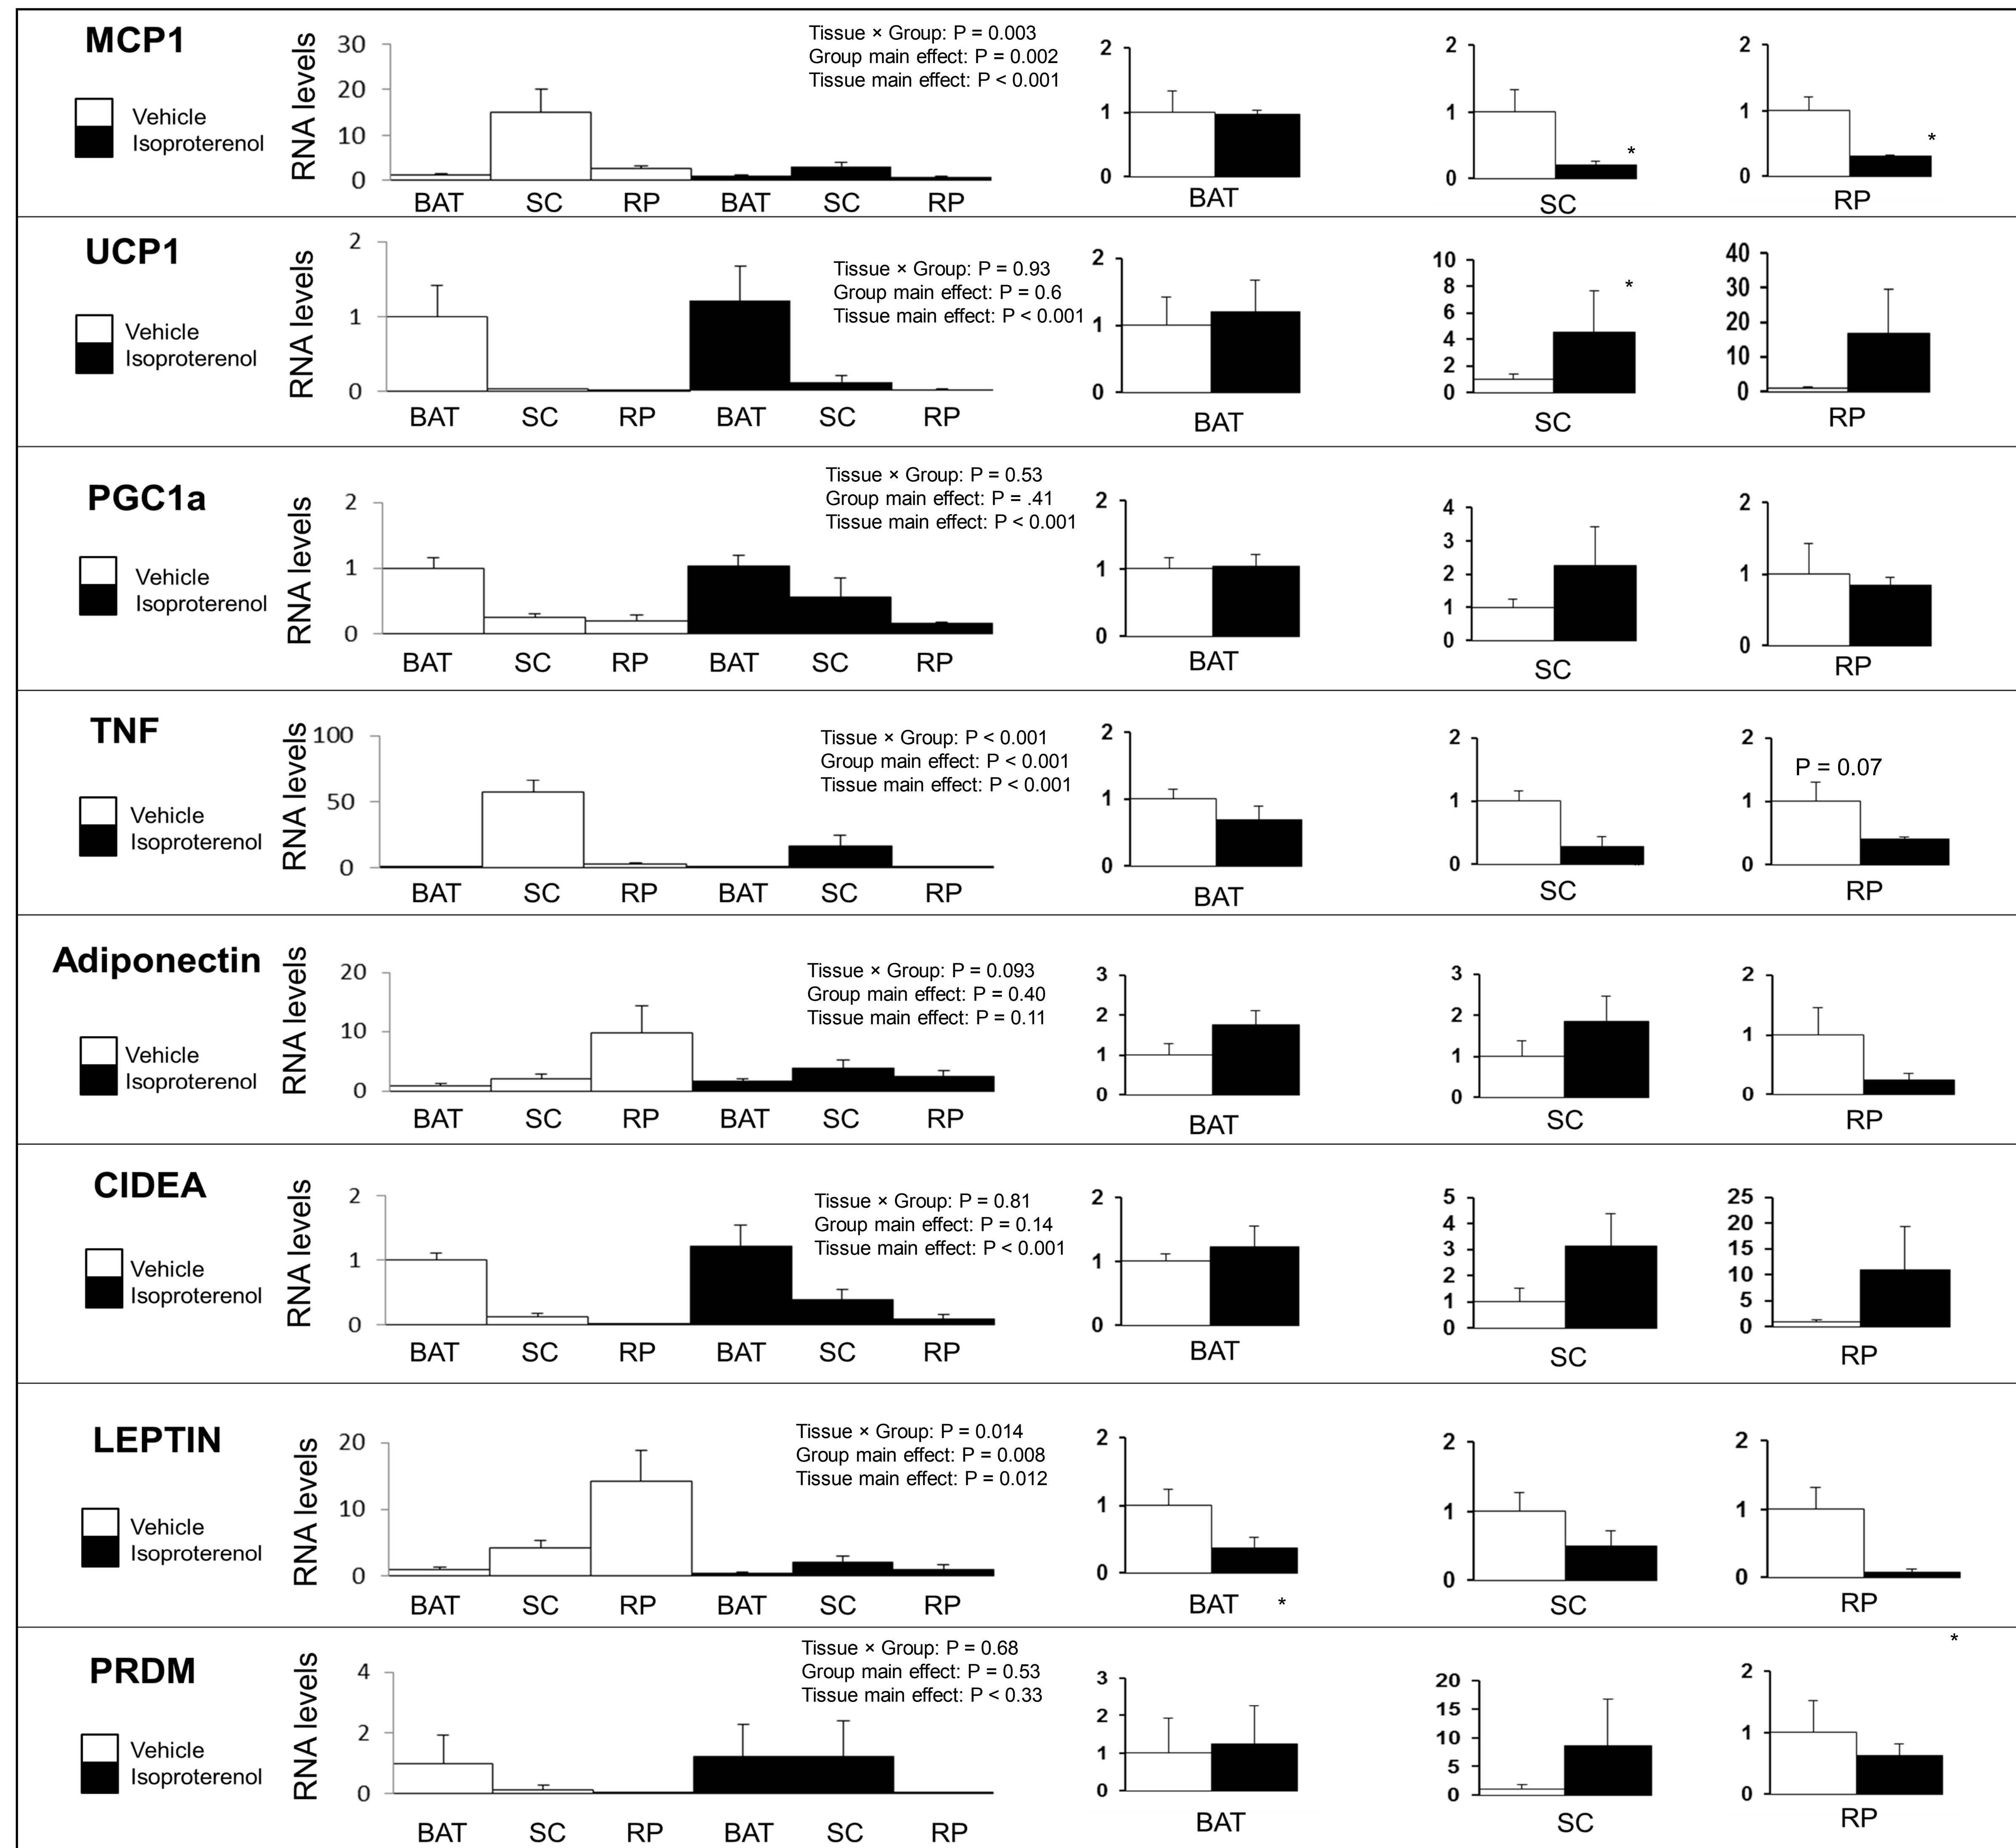 MCP1
Vehicle
Isoproterenol
RNA levels
30
20
10
0
BAT SC RP BAT SC RP
Tissue × Group: P = 0.003
Group main effect: P = 0.002
Tissue main effect: P < 0.001
2
1
0
BAT
2
1
0
*
SC
2
1
0
*
RP
UCP1
Vehicle
Isoproterenol
RNA levels
2
1
0
BAT SC RP BAT SC RP
Tissue × Group: P = 0.93
Group main effect: P = 0.6
Tissue main effect: P < 0.001
2
1
0
BAT
10
8
6
4
2
0
*
SC
40
30
20
10
0
RP
PGC1a
Vehicle
Isoproterenol
RNA levels
2
1
0
BAT SC RP BAT SC RP
Tissue × Group: P = 0.53
Group main effect: P = .41
Tissue main effect: P < 0.001
2
1
0
BAT
4
3
2
1
0
SC
2
1
0
RP
TNF
Vehicle
Isoproterenol
RNA levels
100
50
0
BAT SC RP BAT SC RP
Tissue × Group: P < 0.001
Group main effect: P < 0.001
Tissue main effect: P < 0.001
2
1
0
BAT
2
1
0
SC
2
1
0
P = 0.07
RP
Adiponectin
Vehicle
Isoproterenol
RNA levels
20
10
0
BAT SC RP BAT SC RP
Tissue × Group: P = 0.093
Group main effect: P = 0.40
Tissue main effect: P = 0.11
3
2
1
0
BAT
3
2
1
0
SC
2
1
0
RP
CIDEA
Vehicle
Isoproterenol
RNA levels
2
1
0
BAT SC RP BAT SC RP
Tissue × Group: P = 0.81
Group main effect: P = 0.14
Tissue main effect: P < 0.001
2
1
0
BAT
5
4
3
2
1
0
SC
25
20
15
10
5
0
RP
LEPTIN
Vehicle
Isoproterenol
RNA levels
20
10
0
BAT SC RP BAT SC RP
Tissue × Group: P = 0.014
Group main effect: P = 0.008
Tissue main effect: P = 0.012
2
1
0
BAT *
2
1
0
SC
2
1
0
RP
*
PRDM
Vehicle
Isoproterenol
RNA levels
4
2
0
BAT SC RP BAT SC RP
Tissue × Group: P = 0.68
Group main effect: P = 0.53
Tissue main effect: P < 0.33
3
2
1
0
BAT
20
15
10
5
0
SC
2
1
0
RP